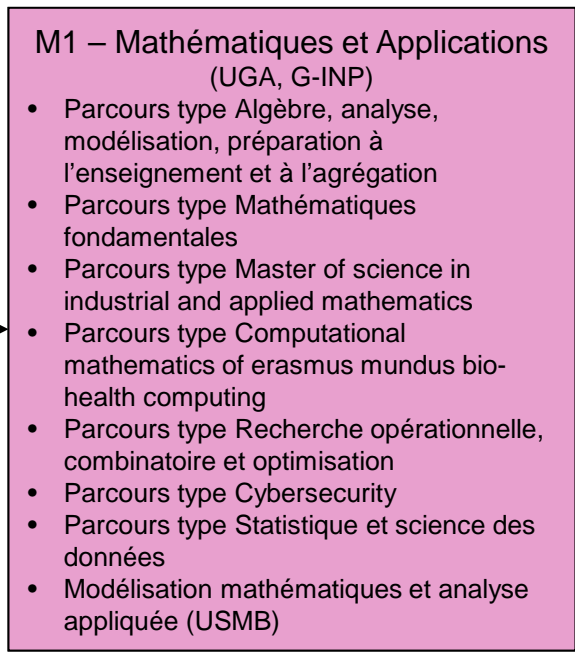 M1 – Mathématiques et Applications
(UGA, G-INP)
• Parcours type Algèbre, analyse,
modélisation, préparation à
l'enseignement et à l'agrégation
• Parcours type Mathématiques
fondamentales
• Parcours type Master of science in
industrial and applied mathematics
• Parcours type Computational
mathematics of erasmus mundus bio-
health computing
• Parcours type Recherche opérationnelle,
combinatoire et optimisation
• Parcours type Cybersecurity
• Parcours type Statistique et science des
données
• Modélisation mathématiques et analyse
appliquée (USMB)